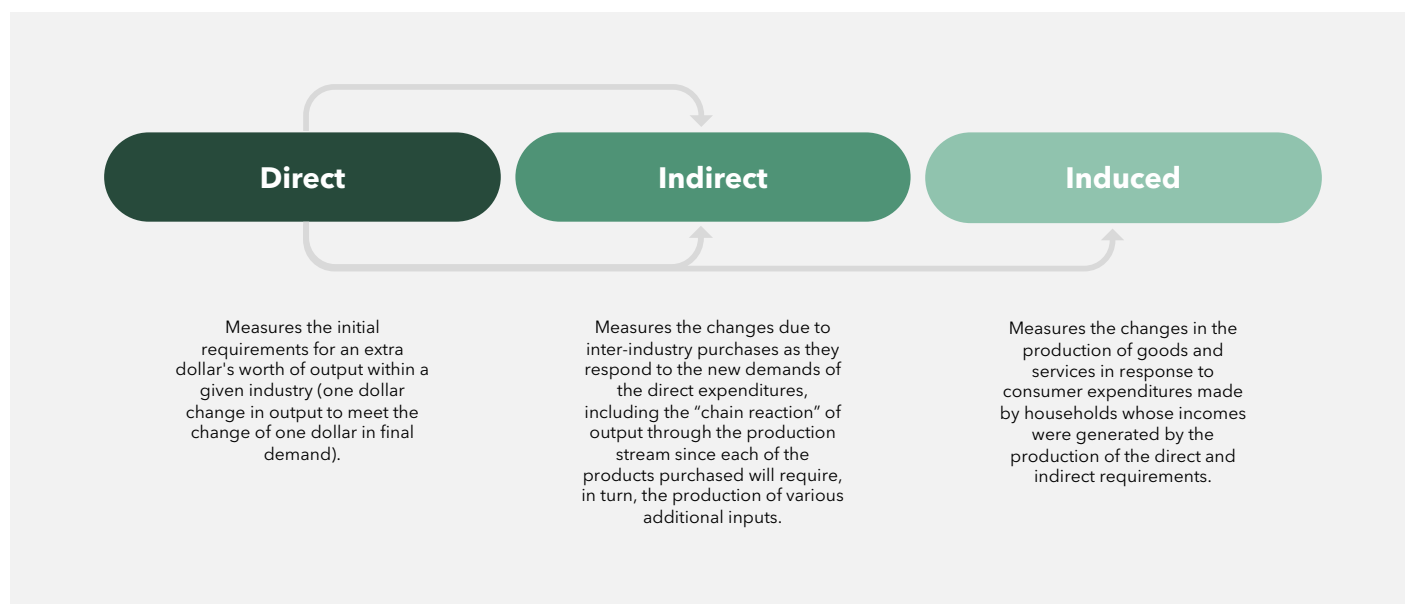 Direct
Indirect
Induced
Measures the initial
requirements for an extra
dollar's worth of output within a
given industry (one dollar
change in output to meet the
change of one dollar in final
demand).
Measures the changes due to
inter-industry purchases as they
respond to the new demands of
the direct expenditures,
including the “chain reaction” of
output through the production
stream since each of the
products purchased will require,
in turn, the production of various
additional inputs.
Measures the changes in the
production of goods and
services in response to
consumer expenditures made
by households whose incomes
were generated by the
production of the direct and
indirect requirements.